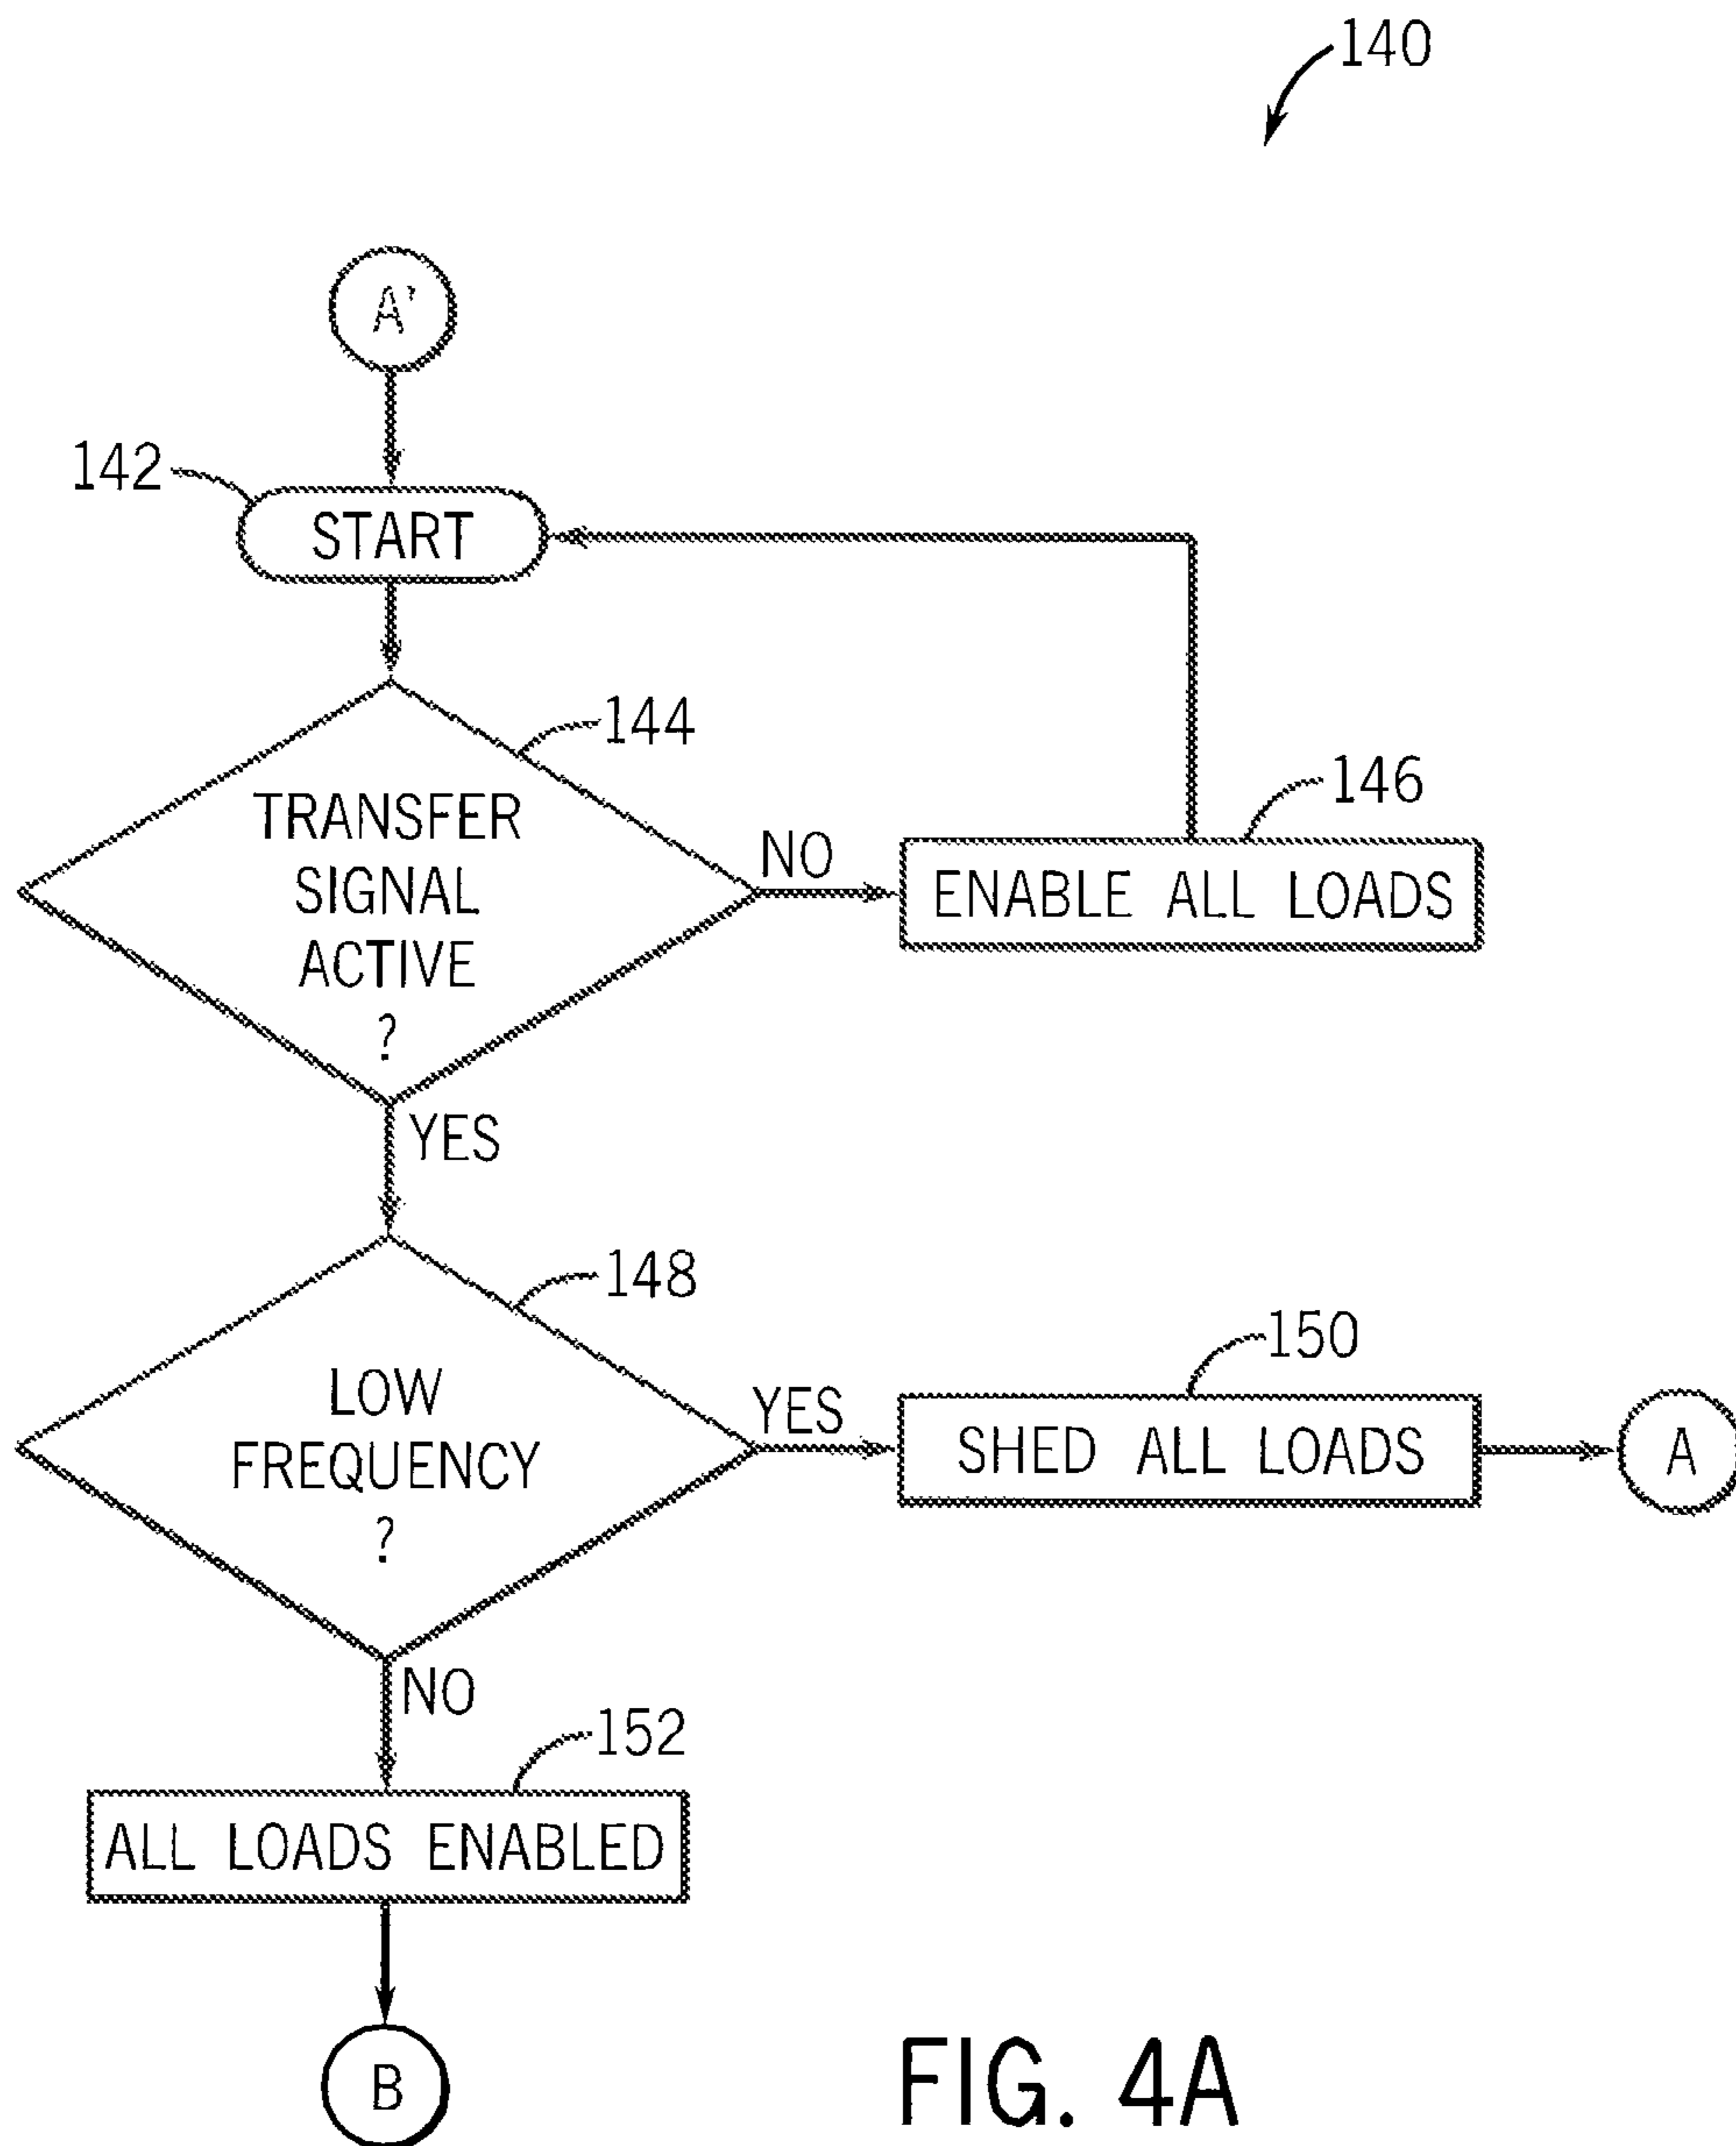 140
A'
142
START
144
TRANSFER
SIGNAL
ACTIVE
?
NO
146
ENABLE ALL LOADS
YES
148
LOW
FREQUENCY
?
YES
150
SHED ALL LOADS
A
NO
152
ALL LOADS ENABLED
B
FIG. 4A